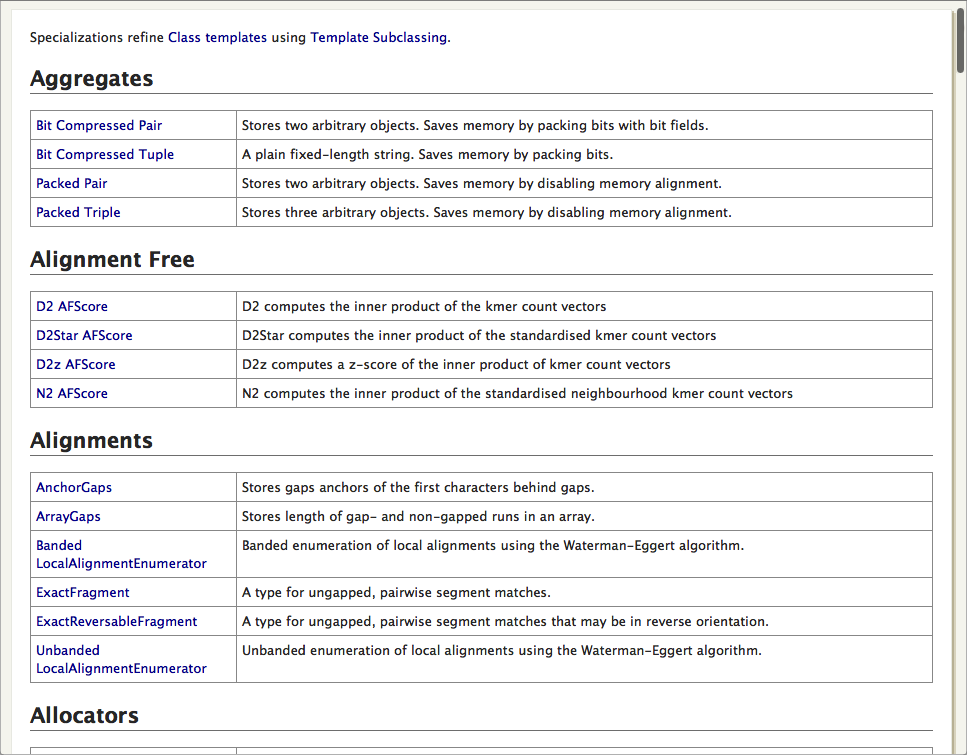 Specializations refine Class templates using Template Subclassing.
Aggregates
Bit Compressed Pair Stores two arbitrary objects. Saves memory by packing bits with bit fields.
Bit Compressed Tuple A plain fixed-length string. Saves memory by packing bits.
Packed Pair Stores two arbitrary objects. Saves memory by disabling memory alignment.
Packed Triple Stores three arbitrary objects. Saves memory by disabling memory alignment.
Alignment Free
D2 AFScore D2 computes the inner product of the kmer count vectors
D2Star AFScore D2Star computes the inner product of the standardised kmer count vectors
D2z AFScore D2z computes a z-score of the inner product of kmer count vectors
N2 AFScore N2 computes the inner product of the standardised neighbourhood kmer count vectors
Alignments
AnchorGaps Stores gaps anchors of the first characters behind gaps.
ArrayGaps Stores length of gap- and non-gapped runs in an array.
Banded Banded enumeration of local alignments using the Waterman-Eggert algorithm.
LocalAlignmentEnumerator
ExactFragment A type for ungapped, pairwise segment matches.
ExactReversableFragment A type for ungapped, pairwise segment matches that may be in reverse orientation.
Unbanded Unbanded enumeration of local alignments using the Waterman-Eggert algorithm.
LocalAlignmentEnumerator
Allocators